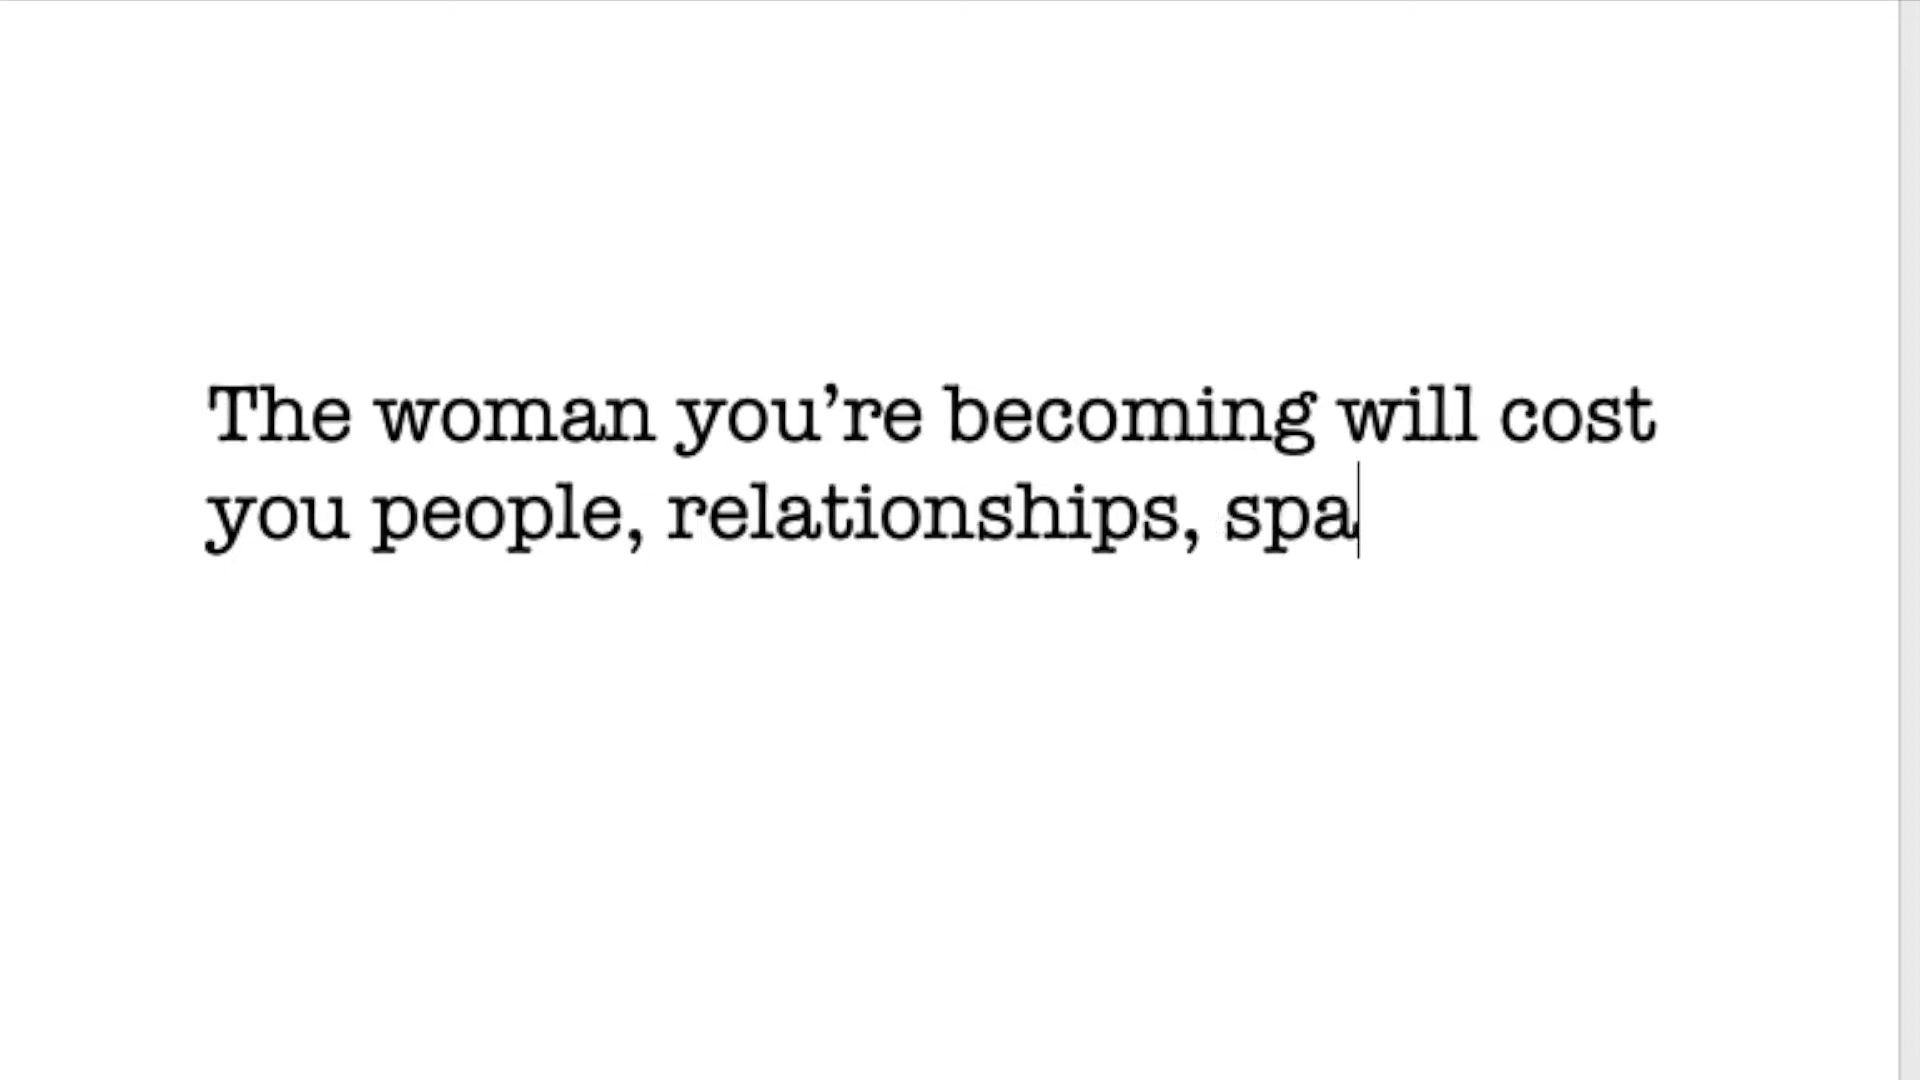 The woman you’re becoming will cost
you people, relationships, spa